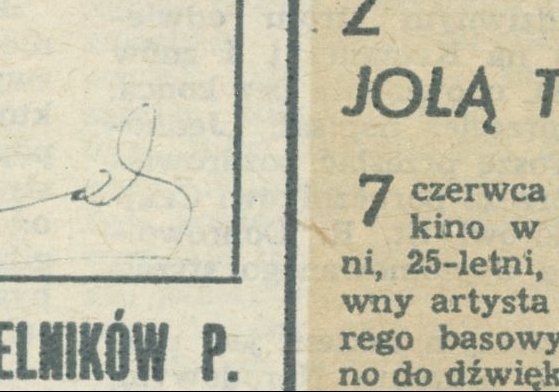 ELNIKÓW P.
Z
JOLĄ T
7 czerwca
kino w
ni, 25-letni,
wny artysta
rego basowy
no do dźwięk